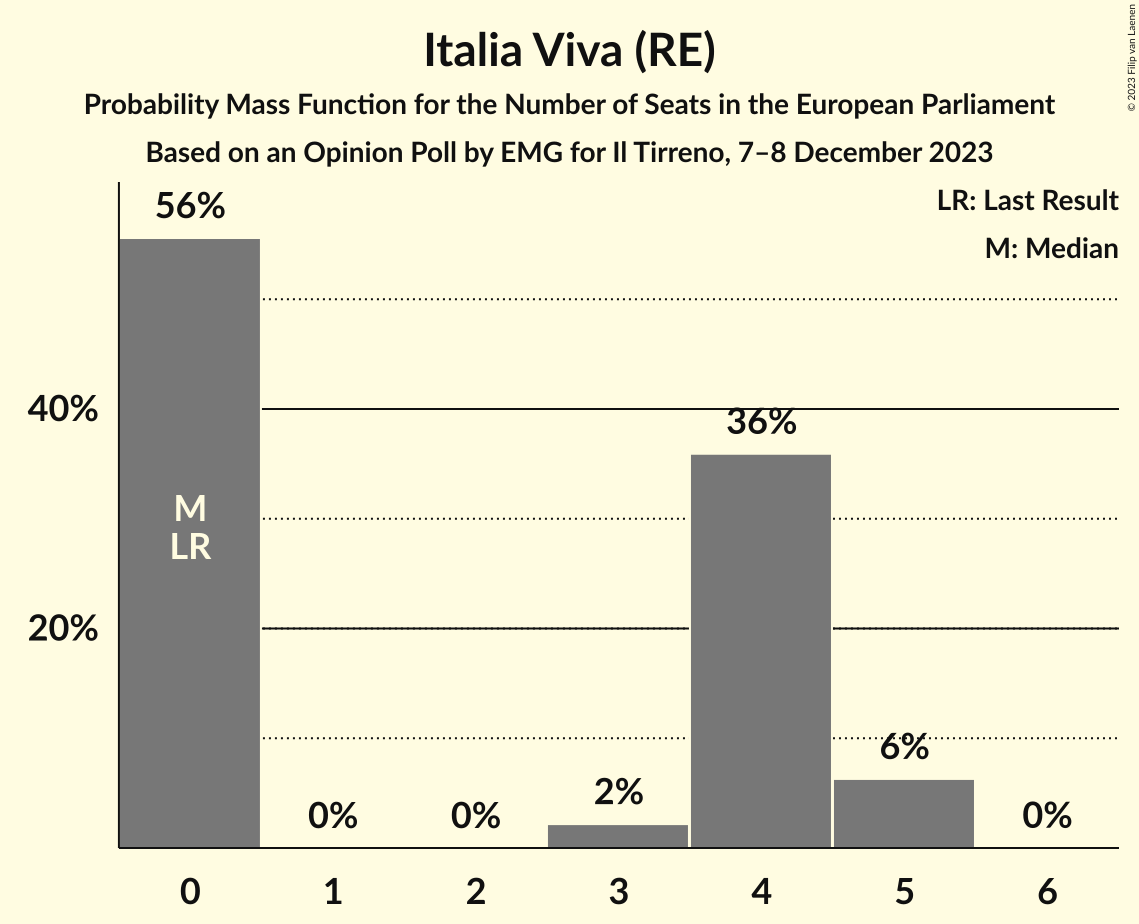 Italia Viva (RE)
Probability Mass Function for the Number of Seats in the European Parliament
Based on an Opinion Poll by EMG for Il Tirreno, 7–8 December 2023
© 2023 Filip van Laenen
LR: Last Result
M: Median
56%
40%
36%
M
LR
20%
6%
2%
0%
0%
0%
0
1
2
3
4
5
6